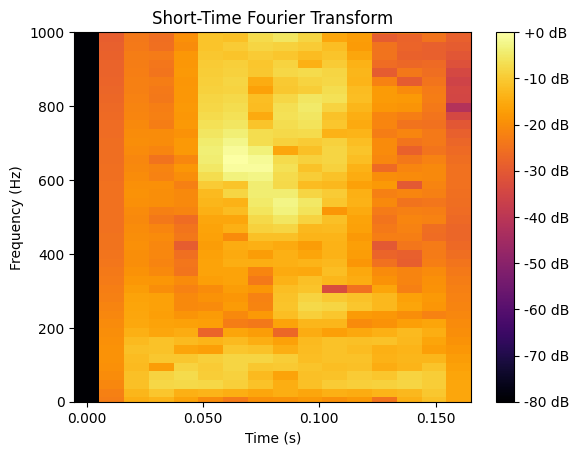 Short-Time Fourier Transform
1000
800
600
400
200
0
Frequency (Hz)
0.000
0.050
0.100
0.150
Time (s)
+0 dB
-10 dB
-20 dB
-30 dB
-40 dB
-50 dB
-60 dB
-70 dB
-80 dB